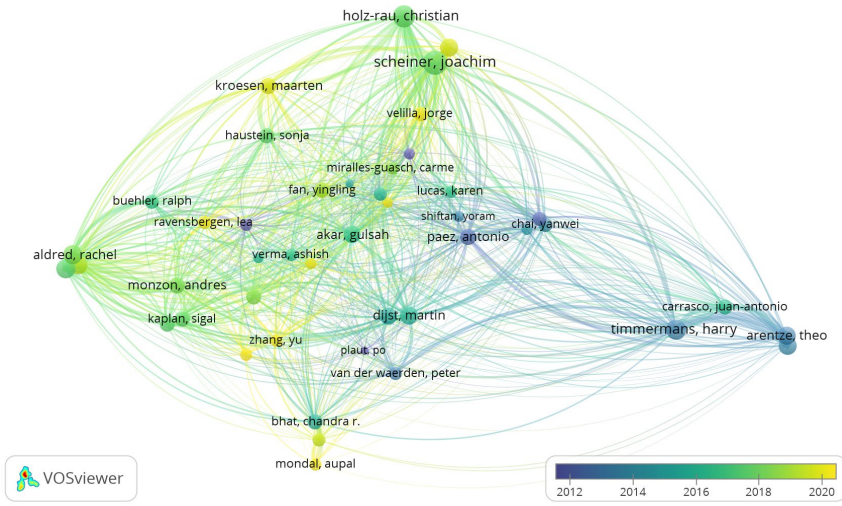 holz-rau, christian
scheiner, joachim
kroesen, maarten
velilla, jorge
haustein, sonja
miralles-guasch, carme
fan, yingling
lucas, karen
buehler, ralph
shiftan, yoram
ravensbergen, lea
chai, yanwei
akar, gulsah
paez, antonio
aldred, rachel
verma, ashish
monzon, andres
carrasco, juan-antonio
kaplan, sigal
dijst, martin
timmermans, harry
arentze, theo
zhang, yu
plaut, po
van der waerden, peter
bhat, chandra r.
mondal, aupal
VOSviewer
2012 2014 2016 2018 2020